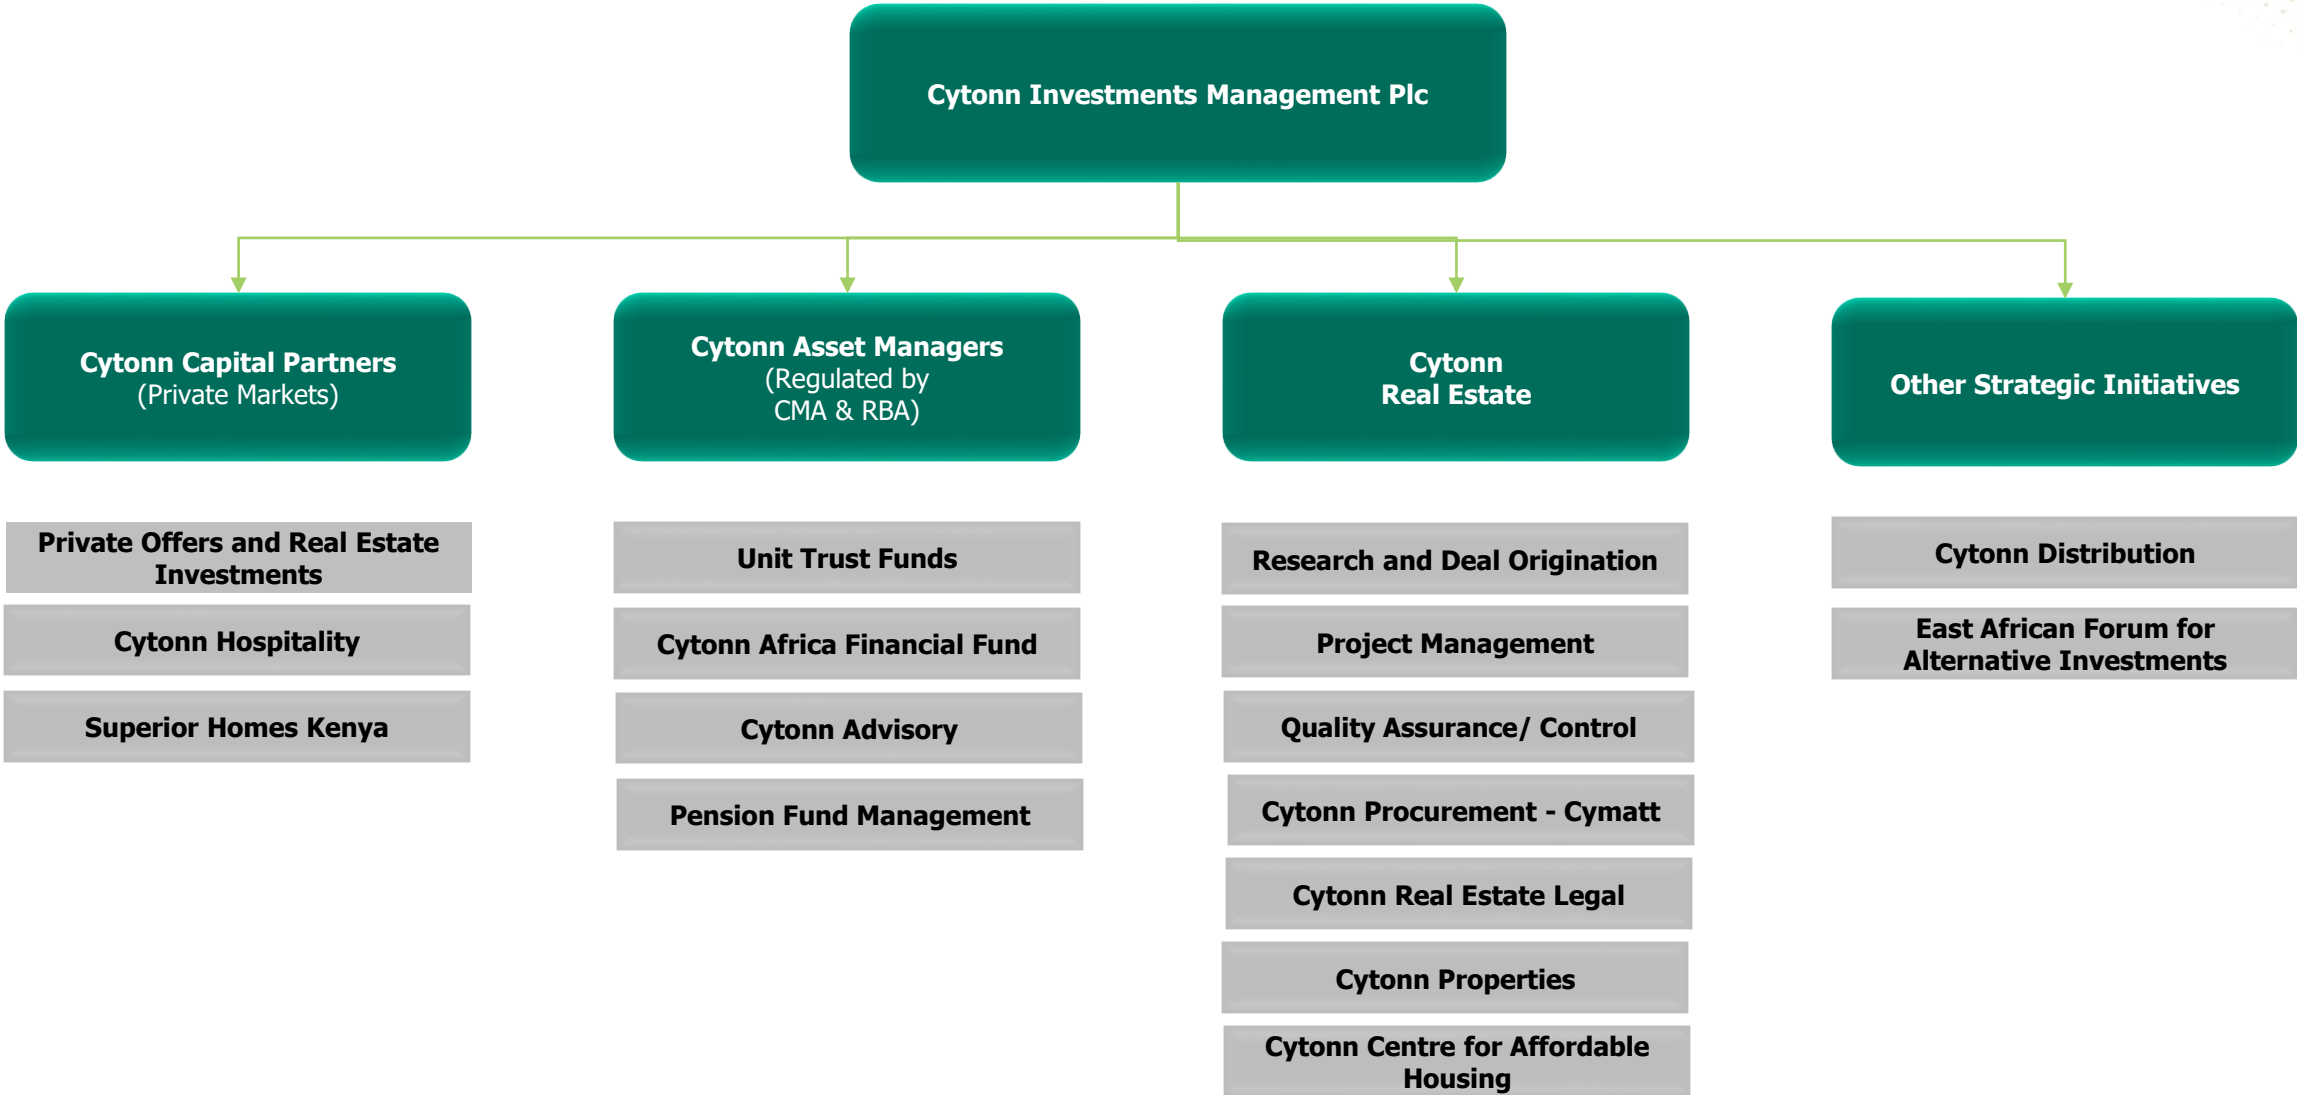 Cytonn Investments Management Plc
Cytonn Capital Partners
(Private Markets)
Cytonn Asset Managers
(Regulated by
CMA & RBA)
Cytonn
Real Estate
Other Strategic Initiatives
Private Offers and Real Estate
Investments
Cytonn Hospitality
Superior Homes Kenya
Unit Trust Funds
Cytonn Africa Financial Fund
Cytonn Advisory
Pension Fund Management
Research and Deal Origination
Project Management
Quality Assurance/ Control
Cytonn Procurement - Cymatt
Cytonn Real Estate Legal
Cytonn Properties
Cytonn Centre for Affordable
Housing
Cytonn Distribution
East African Forum for
Alternative Investments